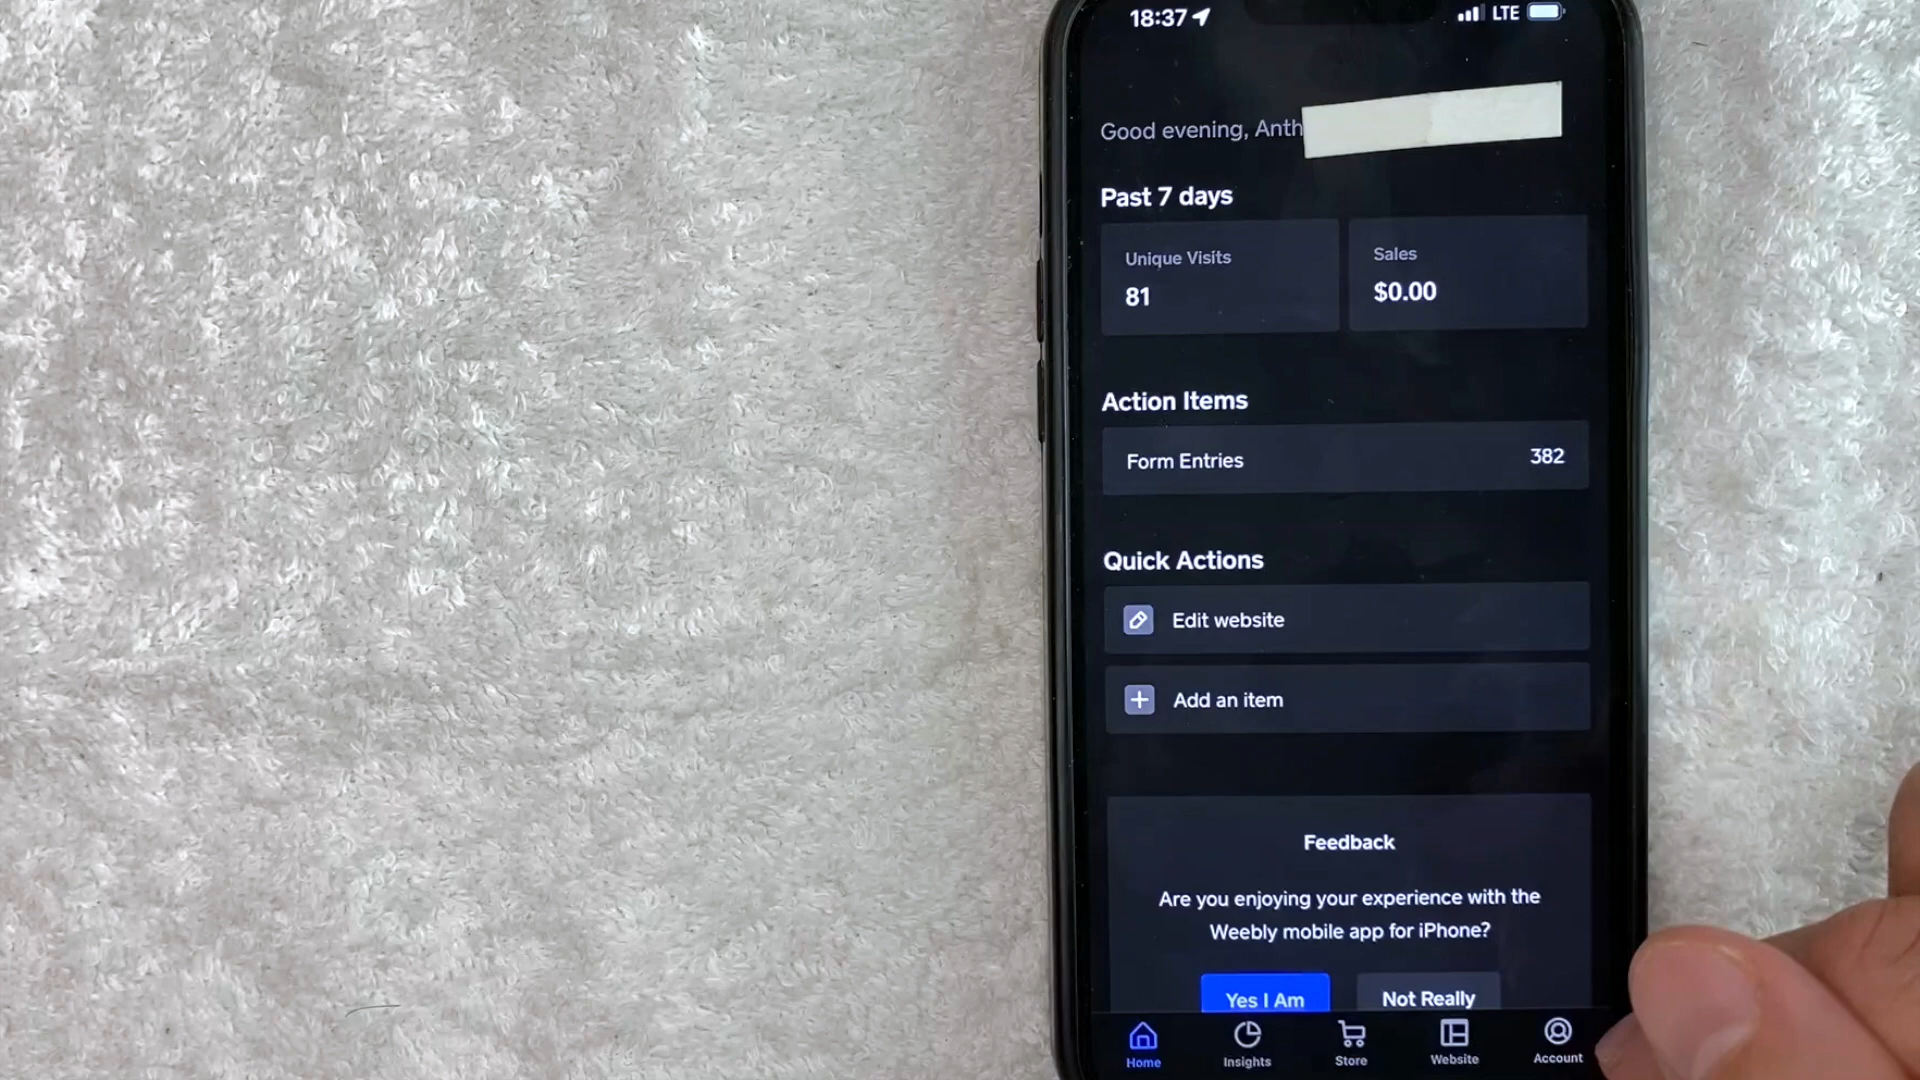 18:37
LTE
Good evening, Anth
Past 7 days
Unique Visits
Sales
81
$0.00
Action Items
Form Entries
382
Quick Actions
Edit website
Add an item
Feedback
Are you enjoying your experience with the
Weebly mobile app for iPhone?
Yes I Am
Not Really
Home
Insights
Store
Website
Account